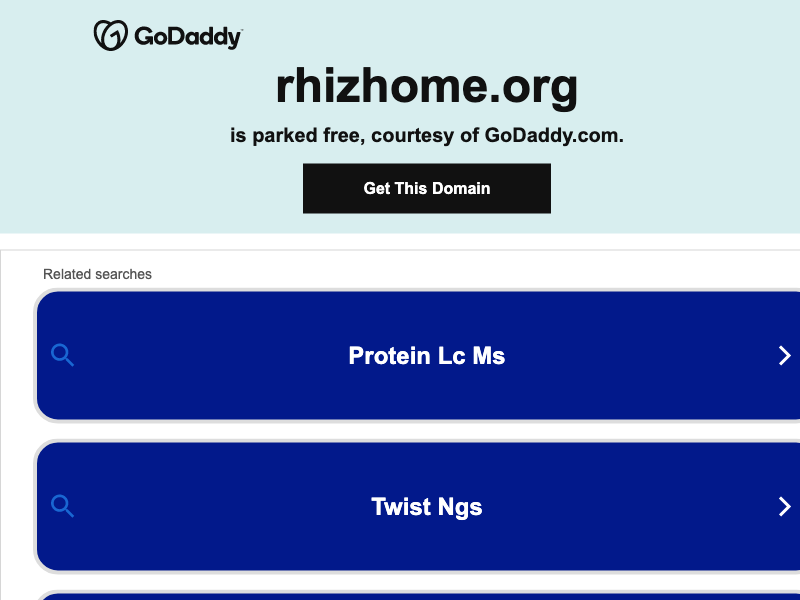 GoDaddy
rhizhome.org
is parked free, courtesy of GoDaddy.com.
Get This Domain
Related searches
Protein Lc Ms
Twist Ngs